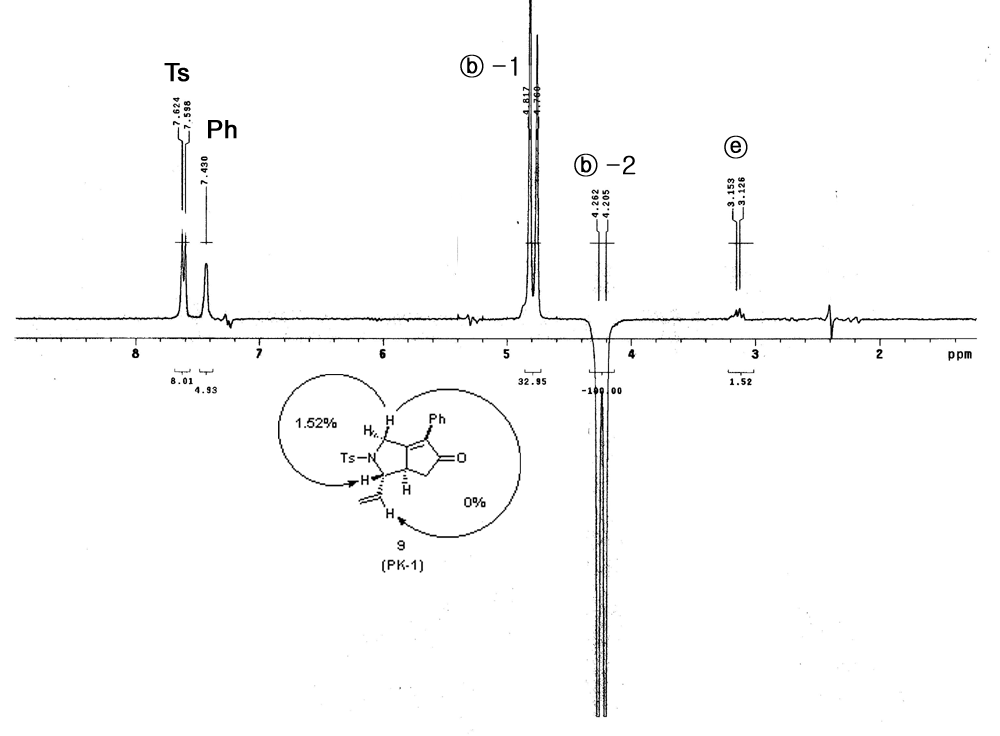 ⓑ -1
Ts
7.624
7.598
Ph
7.430
4.817
4.760
ⓔ
ⓑ -2
4.262
4.205
3.153
3.126
8 7 6 5 4 3 2 ppm
8.01 4.93 32.95 -100.00 1.52
1.52%
H
Ph
H
Ts-N
O
H
H
0%
H
9
(PK-1)